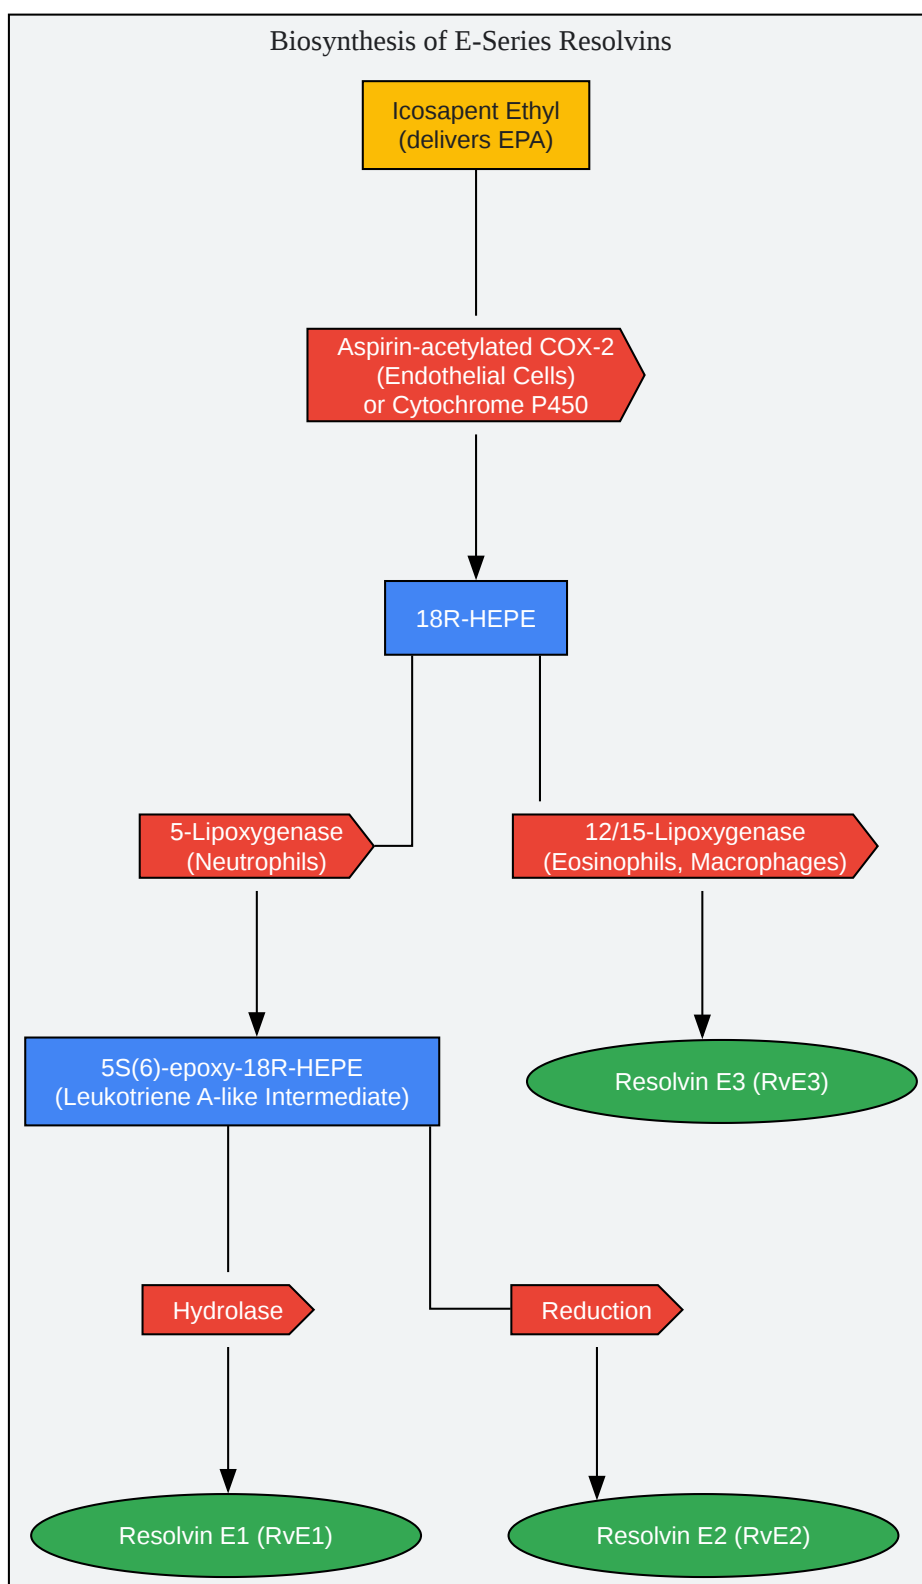 Biosynthesis of E-Series Resolvins
Icosapent Ethyl
(delivers EPA)
Aspirin-acetylated COX-2
(Endothelial Cells)
or Cytochrome P450
18R-HEPE
5-Lipoxygenase
(Neutrophils)
12/15-Lipoxygenase
(Eosinophils, Macrophages)
5S(6)-epoxy-18R-HEPE
(Leukotriene A-like Intermediate)
Resolvin E3 (RvE3)
Hydrolase
Reduction
Resolvin E1 (RvE1)
Resolvin E2 (RvE2)